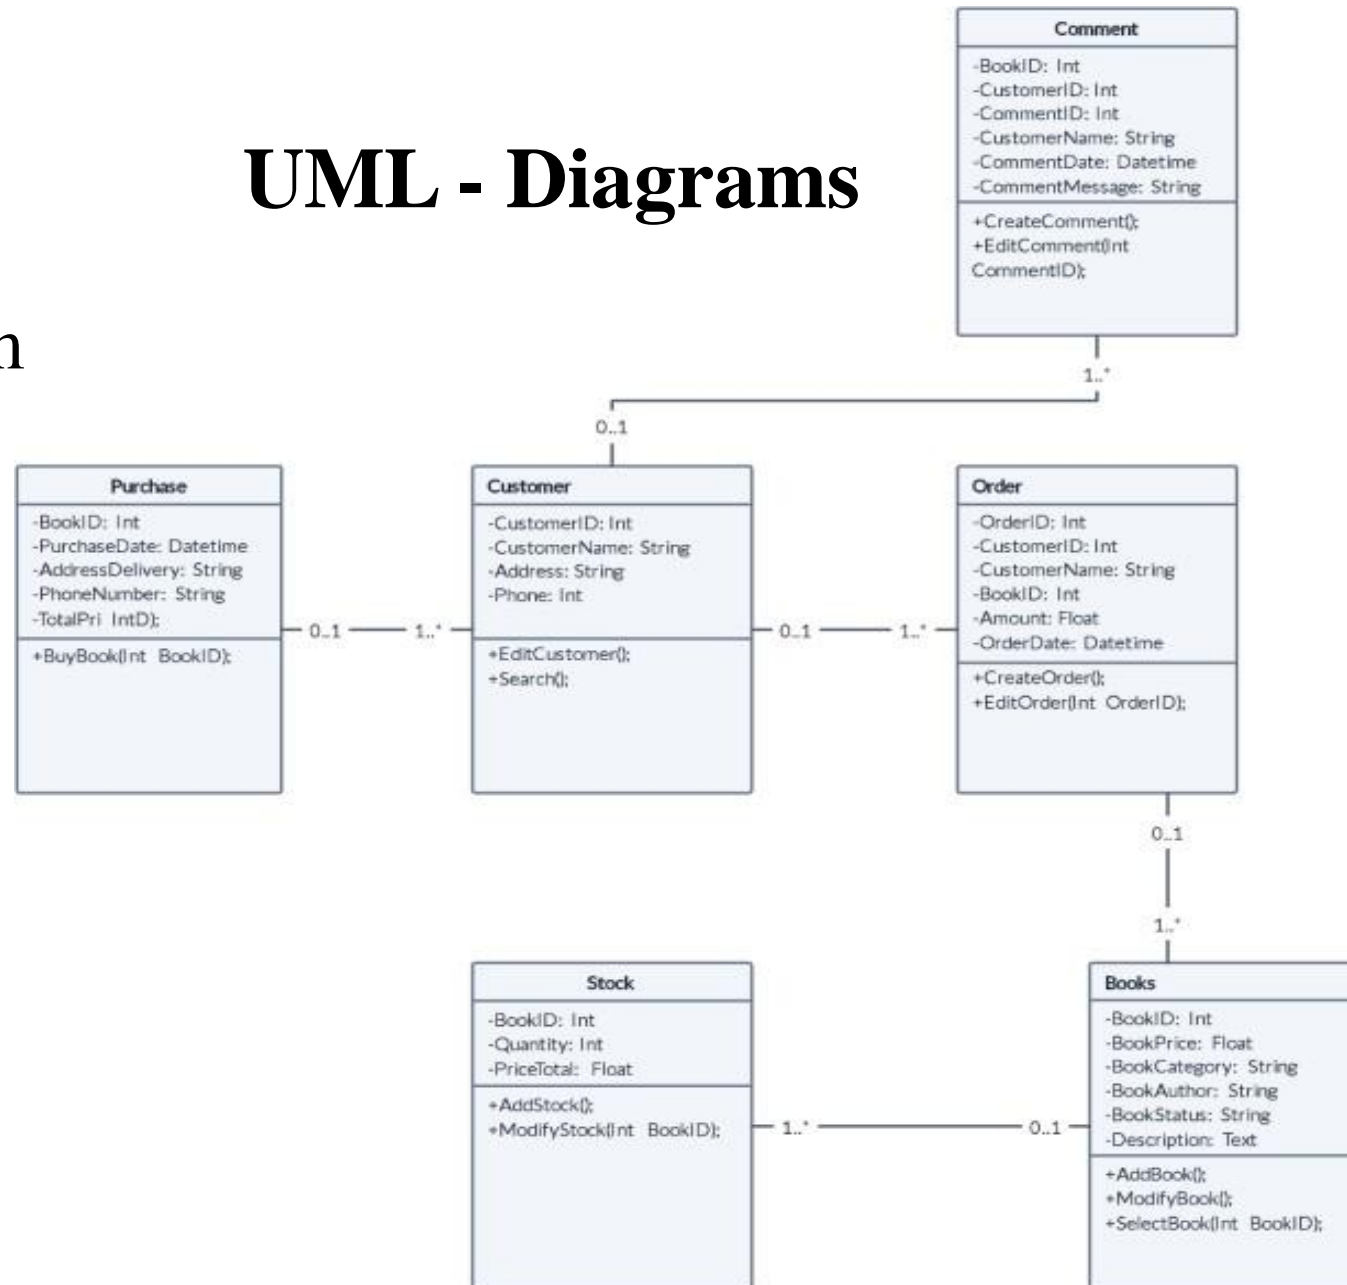 UML - Diagrams
n
Comment
-BookID: Int
-CustomerID: Int
-CommentID: Int
-CustomerName: String
-CommentDate: Datetime
-CommentMessage: String
+CreateComment();
+EditComment(Int
CommentID);
1..*
0..1
Purchase
-BookID: Int
-PurchaseDate: Datetime
-AddressDelivery: String
-PhoneNumber: String
-TotalPri IntD);
+BuyBook(Int BookID);
0..1
1..*
Customer
-CustomerID: Int
-CustomerName: String
-Address: String
-Phone: Int
+EditCustomer();
+Search();
0..1
1..*
Order
-OrderID: Int
-CustomerID: Int
-CustomerName: String
-BookID: Int
-Amount: Float
-OrderDate: Datetime
+CreateOrder();
+EditOrder(Int OrderID);
0..1
1..*
Stock
-BookID: Int
-Quantity: Int
-PriceTotal: Float
+AddStock();
+ModifyStock(Int BookID);
1..*
0..1
Books
-BookID: Int
-BookPrice: Float
-BookCategory: String
-BookAuthor: String
-BookStatus: String
-Description: Text
+AddBook();
+ModifyBook();
+SelectBook(Int BookID);